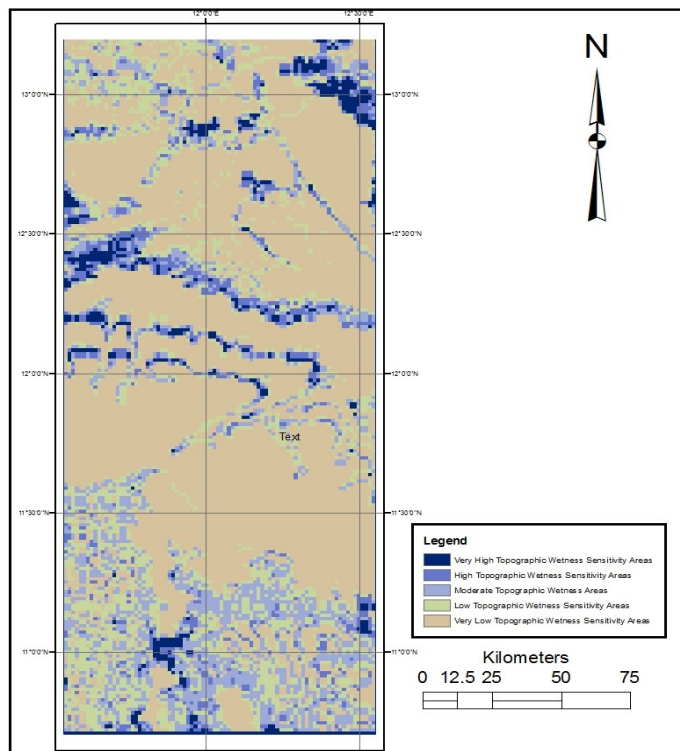 12°0'0"E 12°30'0"E
N
13°0'0"N 13°0'0"N
12°30'0"N 12°30'0"N
12°0'0"N 12°0'0"N
Text
11°30'0"N 11°30'0"N
Legend
Very High Topographic Wetness Sensitivity Areas
High Topographic Wetness Sensitivity Areas
Moderate Topographic Wetness Areas
Low Topographic Wetness Sensitivity Areas
Very Low Topographic Wetness Sensitivity Areas
11°0'0"N 11°0'0"N
Kilometers
0 12.5 25 50 75